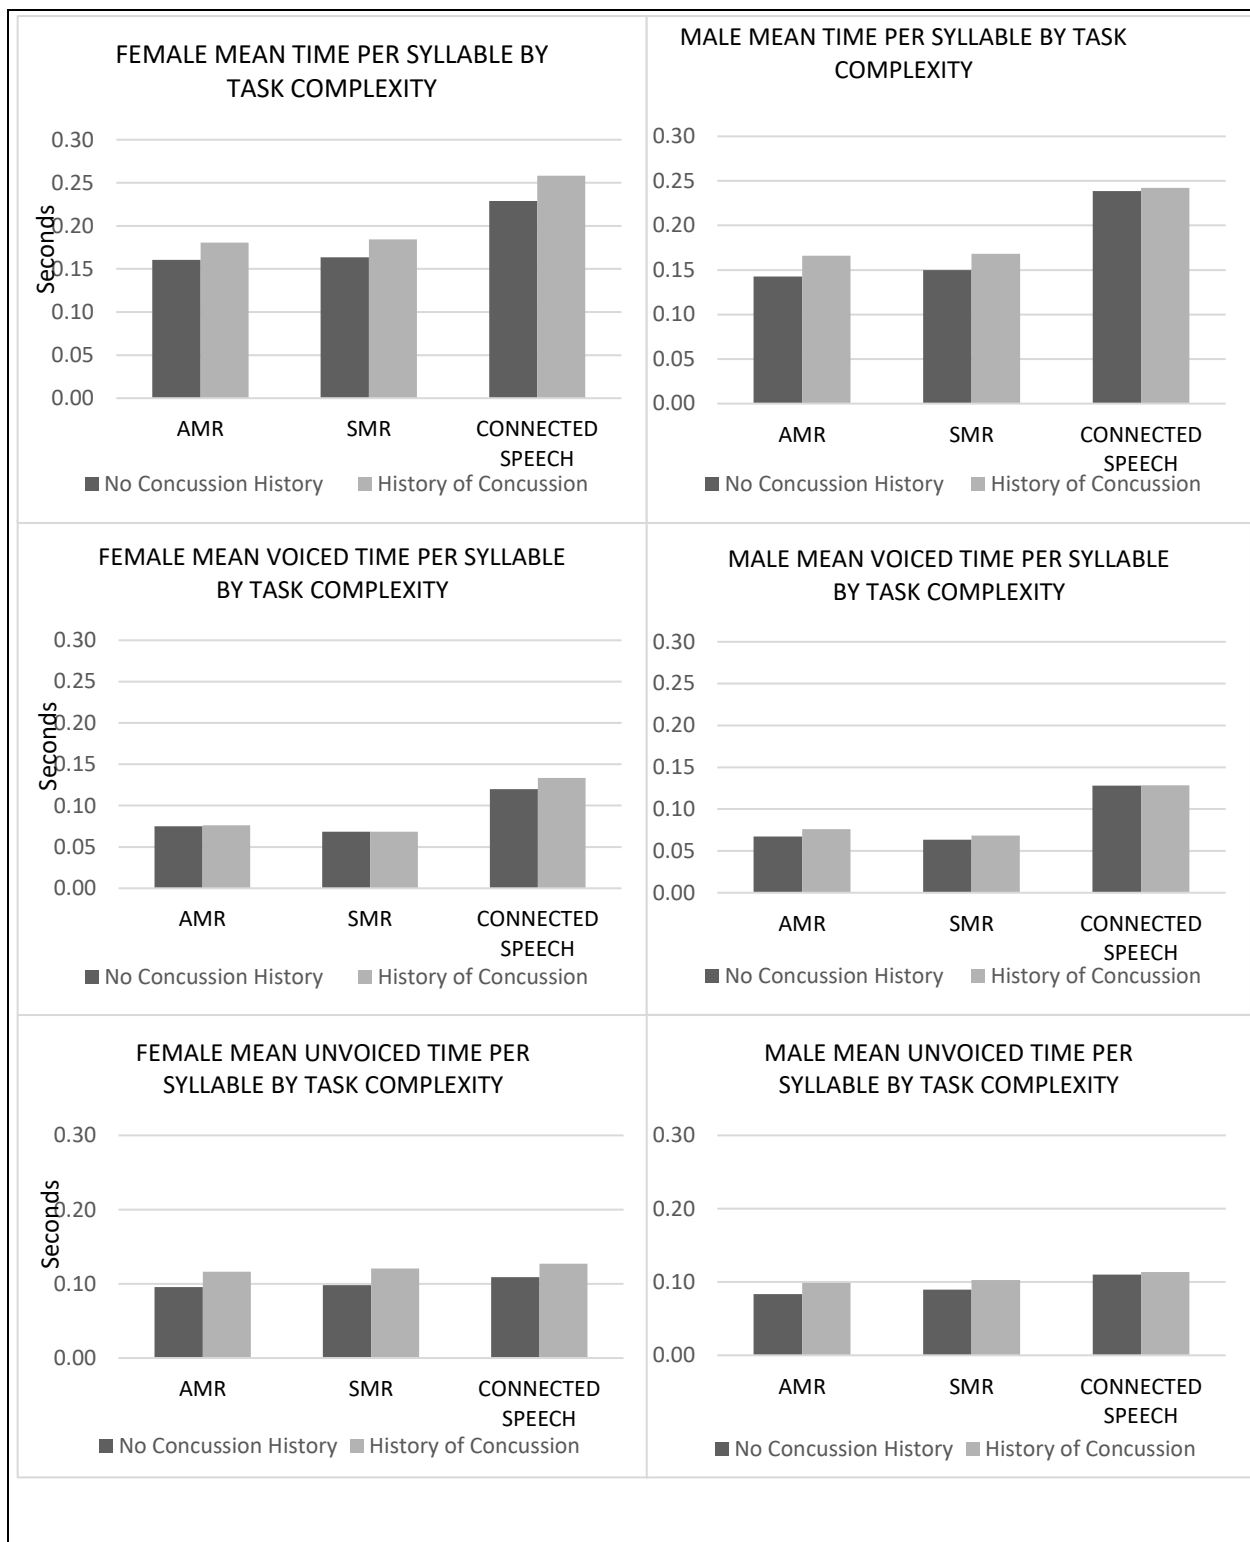 FEMALE MEAN TIME PER SYLLABLE BY
TASK COMPLEXITY
0.30
0.25
0.20
0.15
0.10
0.05
0.00
Seconds
AMR
SMR
CONNECTED
SPEECH
No Concussion History
History of Concussion
MALE MEAN TIME PER SYLLABLE BY TASK
COMPLEXITY
0.30
0.25
0.20
0.15
0.10
0.05
0.00
AMR
SMR
CONNECTED
SPEECH
No Concussion History
History of Concussion
FEMALE MEAN VOICED TIME PER SYLLABLE
BY TASK COMPLEXITY
0.30
0.25
0.20
0.15
0.10
0.05
0.00
Seconds
AMR
SMR
CONNECTED
SPEECH
No Concussion History
History of Concussion
MALE MEAN VOICED TIME PER SYLLABLE
BY TASK COMPLEXITY
0.30
0.25
0.20
0.15
0.10
0.05
0.00
AMR
SMR
CONNECTED
SPEECH
No Concussion History
History of Concussion
FEMALE MEAN UNVOICED TIME PER
SYLLABLE BY TASK COMPLEXITY
0.30
0.20
0.10
0.00
Seconds
AMR
SMR
CONNECTED
SPEECH
No Concussion History
History of Concussion
MALE MEAN UNVOICED TIME PER
SYLLABLE BY TASK COMPLEXITY
0.30
0.20
0.10
0.00
AMR
SMR
CONNECTED
SPEECH
No Concussion History
History of Concussion